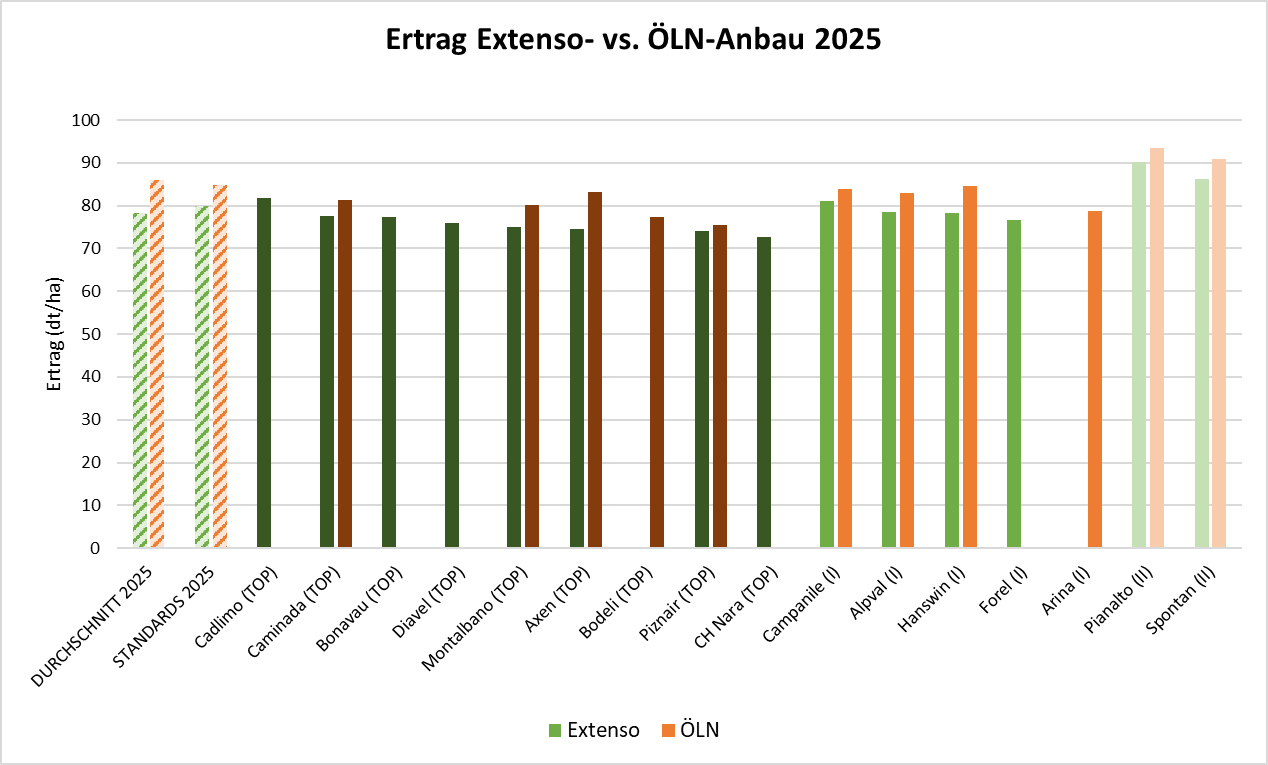 Ertrag Extenso- vs. ÖLN-Anbau 2025
Ertrag (dt/ha)
100
90
80
70
60
50
40
30
20
10
0
DURCHSCHNITT 2025
STANDARDS 2025
Cadlimo (TOP)
Caminada (TOP)
Bonavau (TOP)
Diavel (TOP)
Montalbano (TOP)
Axen (TOP)
Bodeli (TOP)
Piznair (TOP)
CH Nara (TOP)
Campanile (I)
Alpval (I)
Hanswin (I)
Forel (I)
Arina (I)
Pianalto (II)
Spontan (III)
Extenso
ÖLN